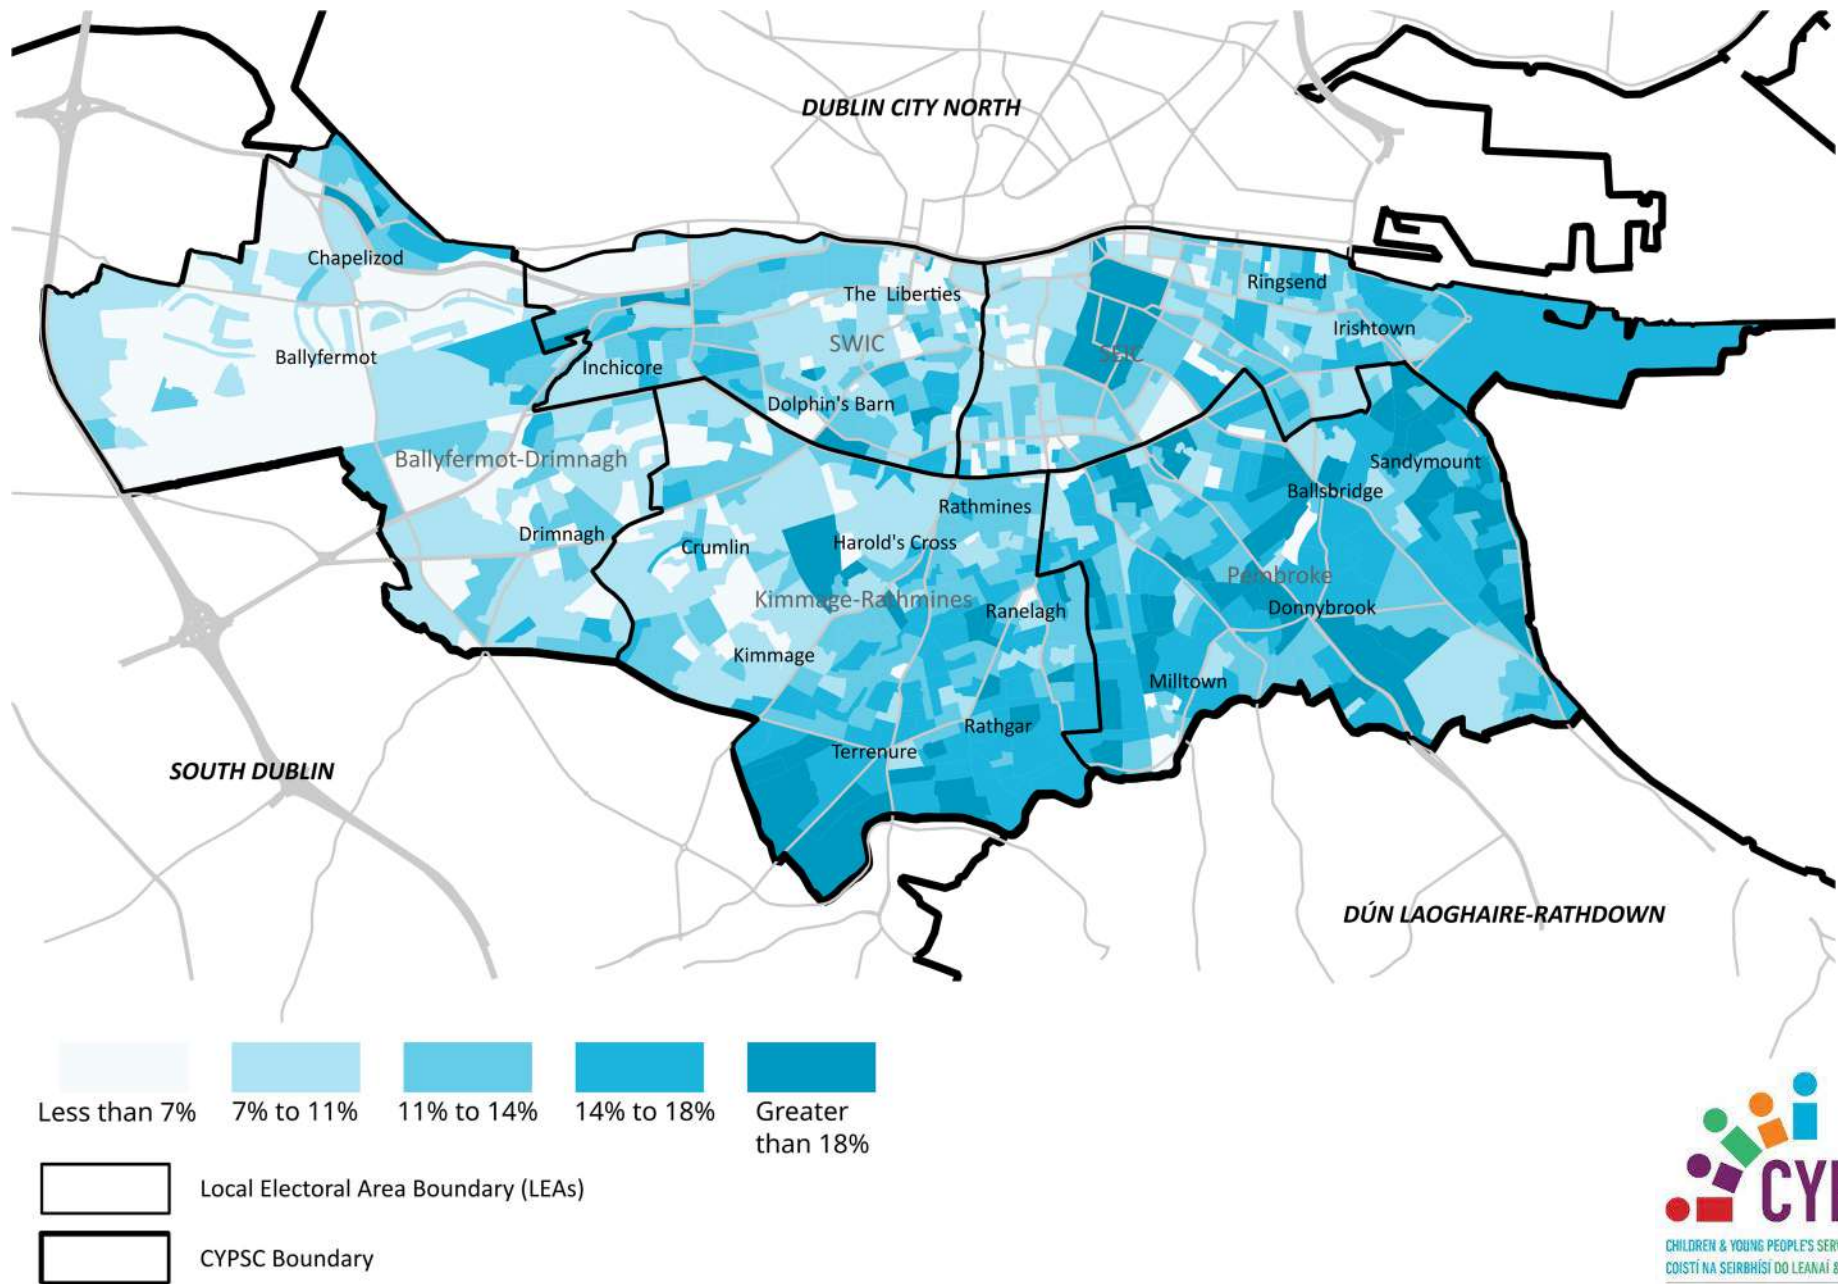 DUBLIN CITY NORTH
Chapelizod
The Liberties
Ringsend
Irishtown
SWIC
SEIC
Ballyfermot
Inchicore
Dolphin's Barn
Ballyfermot-Drimnagh
Sandymount
Ballsbridge
Rathmines
Drimnagh
Crumlin
Harold's Cross
Pembroke
Kimmage-Rathmines
Ranelagh
Donnybrook
Kimmage
Milltown
Rathgar
Terrenure
SOUTH DUBLIN
DÚN LAOGHAIRE-RATHDOWN
Less than 7%
7% to 11%
11% to 14%
14% to 18%
Greater
than 18%
Local Electoral Area Boundary (LEAs)
CYPSC Boundary
CHILDREN & YOUNG PEOPLE'S
COISTÍ NA SEIRBHÍSÍ DO LEANAÍ